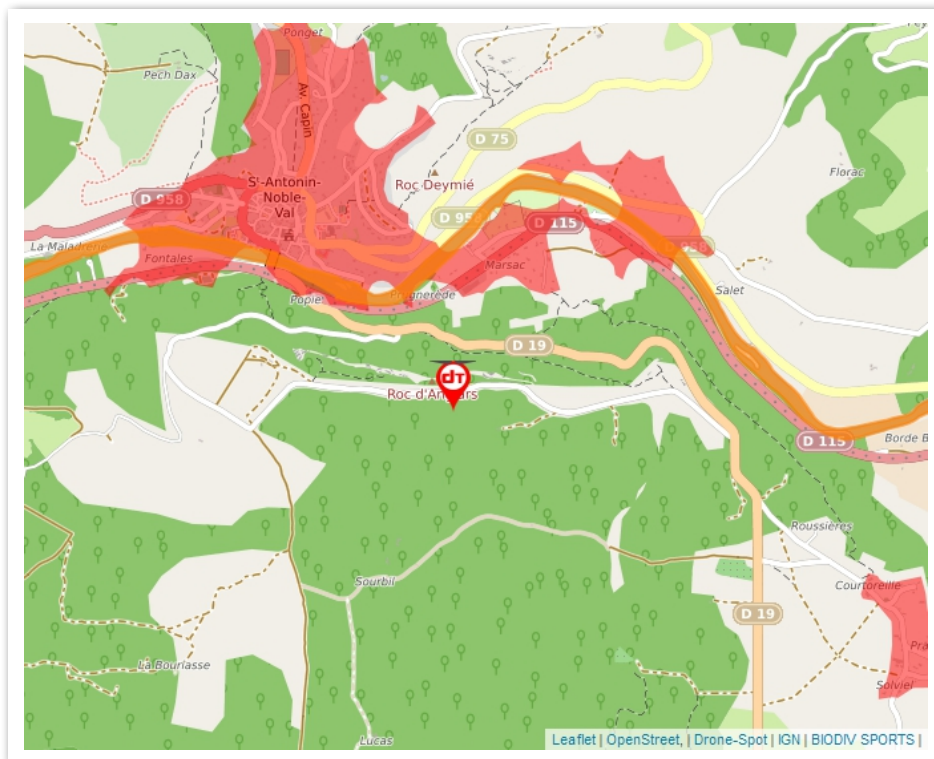 Ponget
Pech Dax
Av. Capin
D 75
Roc Deymié
Florac
St-Antonin-
Noble-
Val
D 958
D 115
La Maladrerie
Fontales
Marsac
Salet
Popie
D 19
dT
Roc d'Anglars
D 115
Borde B
Roussières
Sourbil
Courtoreille
D 19
La Bouriasse
Pra
Solviel
Lucas
Leaflet | OpenStreet, | Drone-Spot | IGN | BIODIV SPORTS |